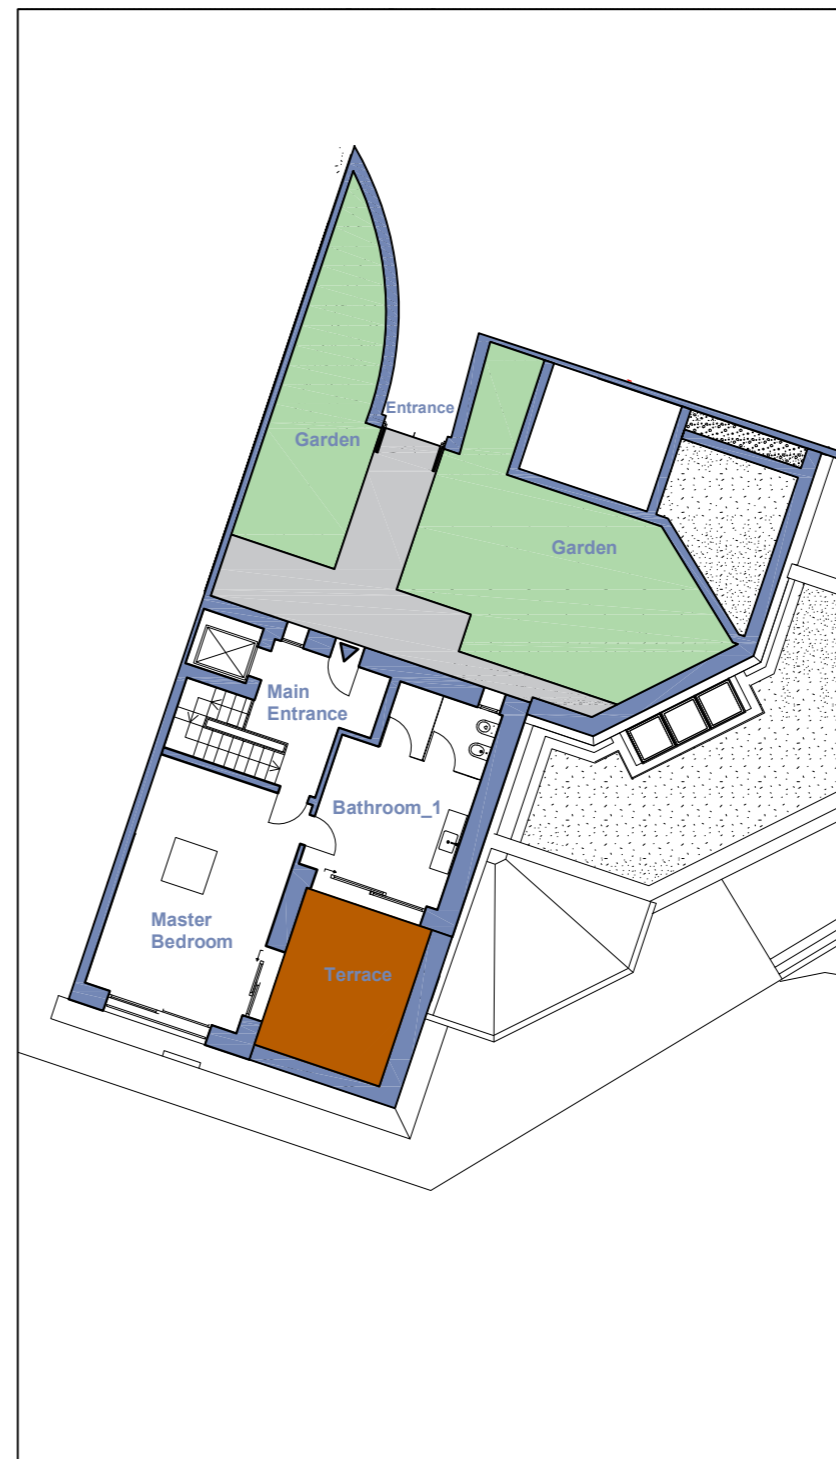 Entrance
Garden
Garden
Main
Entrance
Bathroom_1
Master
Bedroom
Terrace